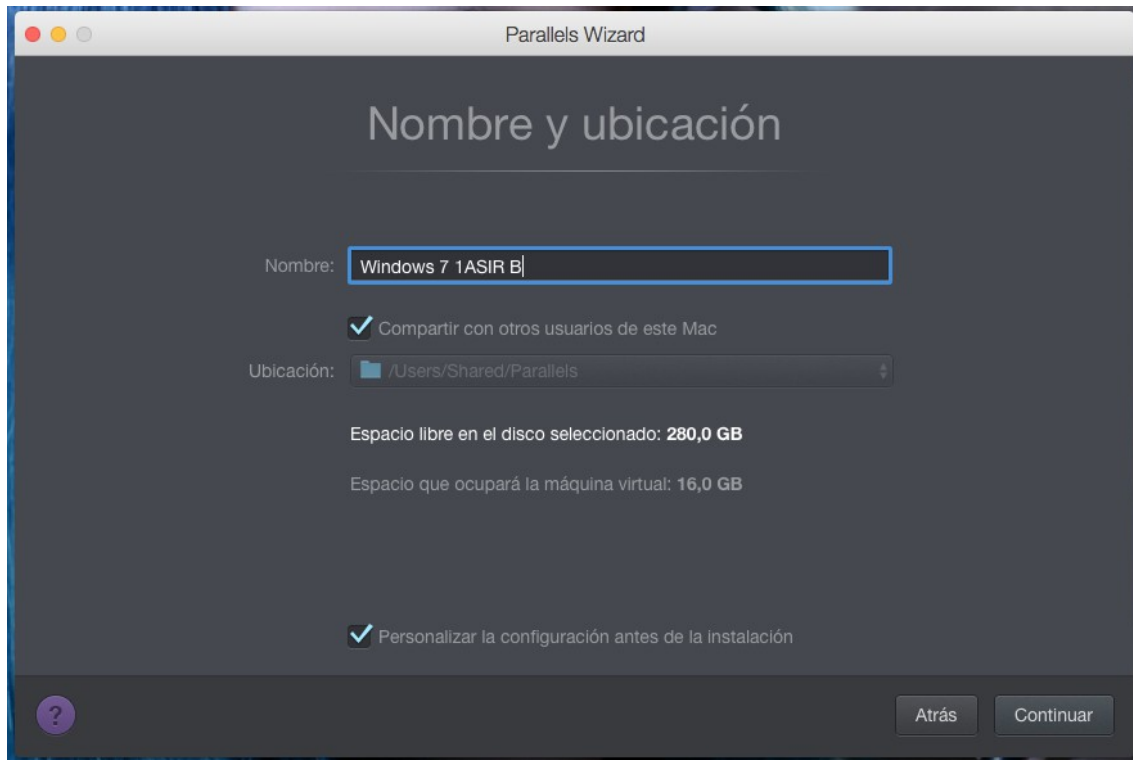 Parallels Wizard
Nombre y ubicación
Nombre: Windows 7 1ASIR B
Compartir con otros usuarios de este Mac
Ubicación: /Users/Shared/Parallels
Espacio libre en el disco seleccionado: 280,0 GB
Espacio que ocupará la máquina virtual: 16,0 GB
Personalizar la configuración antes de la instalación
? Atrás Continuar